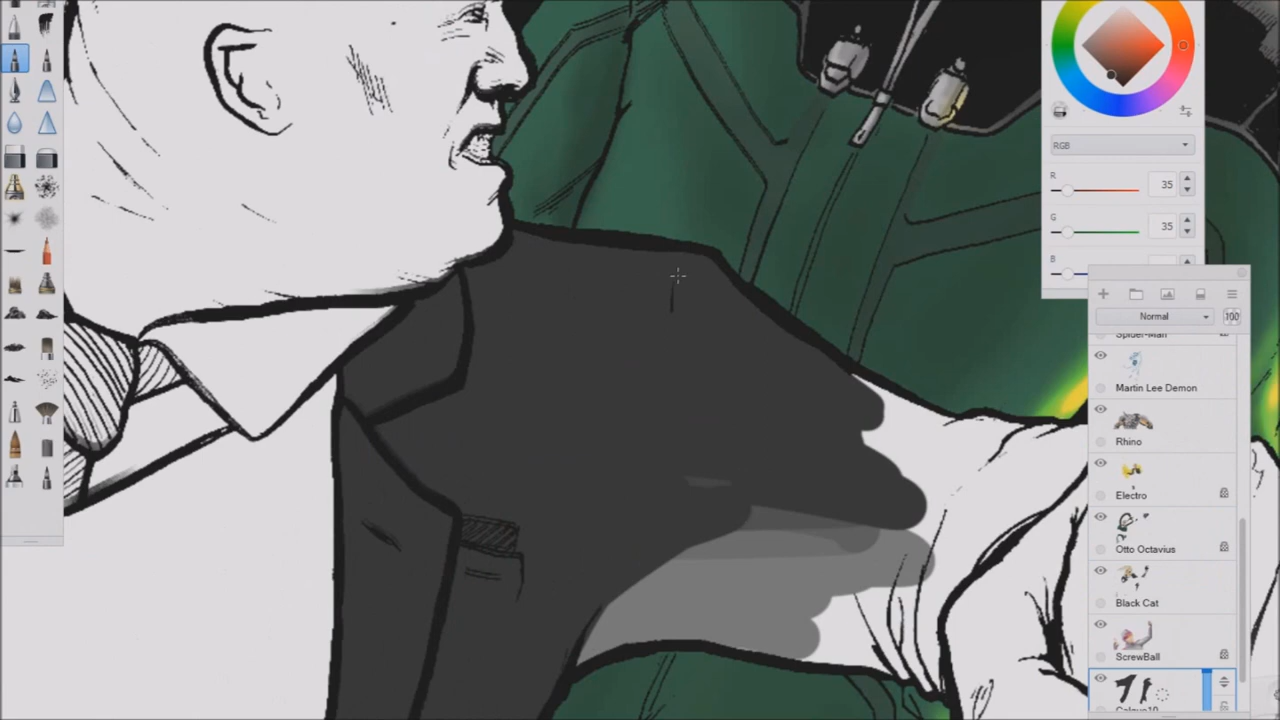 RGB
R 35
G 35
B
Normal 100
Spider-Man
Martin Lee Demon
Rhino
Electro
Otto Octavius
Black Cat
ScrewBall